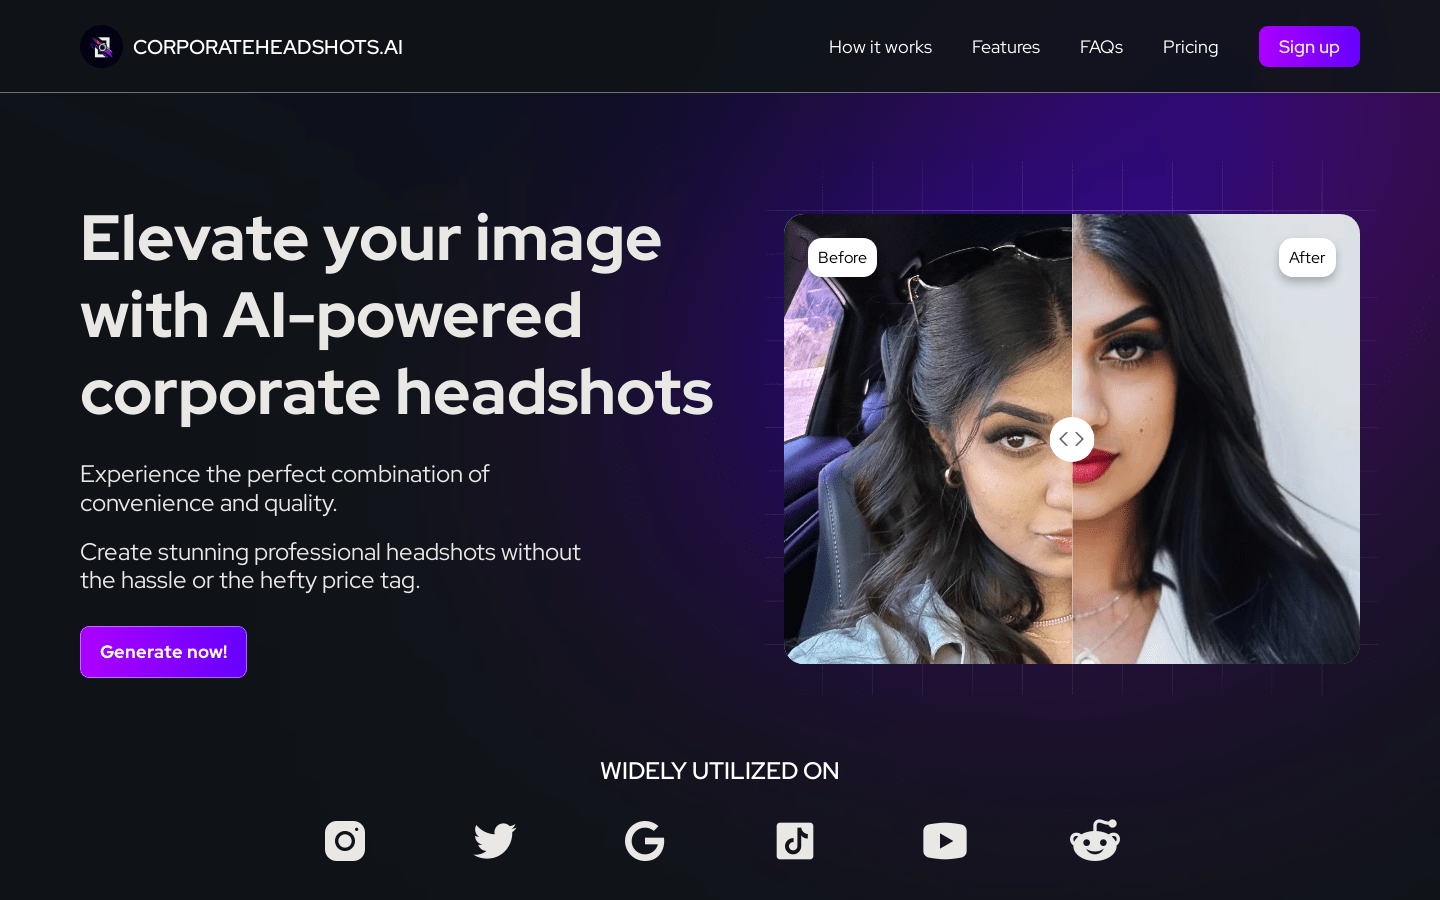 CORPORATEHEADSHOTS.AI
How it works
Features
FAQs
Pricing
Sign up
Elevate your image
with AI-powered
corporate headshots
Experience the perfect combination of
convenience and quality.
Create stunning professional headshots without
the hassle or the hefty price tag.
Generate now!
Before
After
WIDELY UTILIZED ON